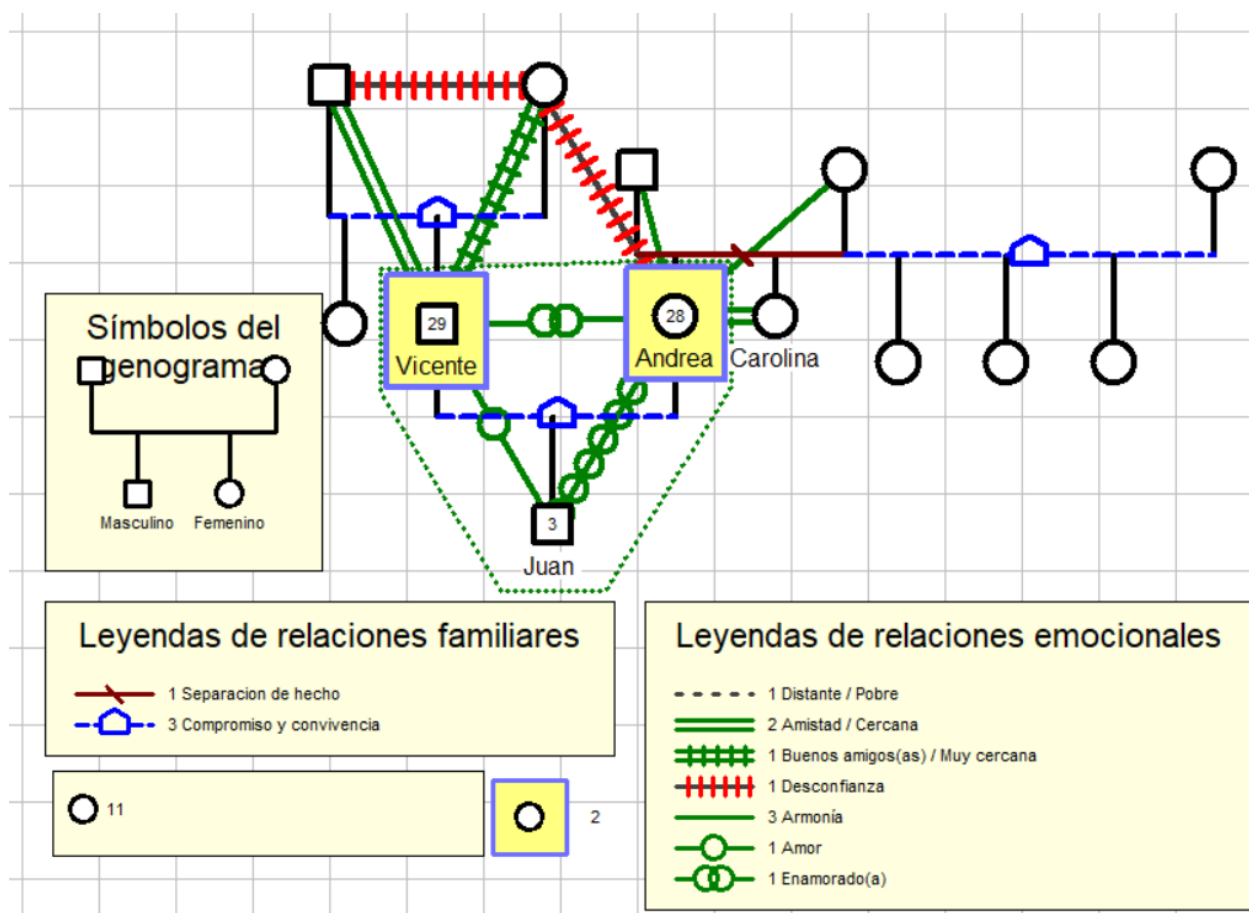 29
Vicente
28
Andrea
Carolina
3
Juan
Símbolos del
genograma
Masculino
Femenino
Leyendas de relaciones familiares
1 Separacion de hecho
3 Compromiso y convivencia
11
2
Leyendas de relaciones emocionales
1 Distante / Pobre
2 Amistad / Cercana
1 Buenos amigos(as) / Muy cercana
1 Desconfianza
3 Armonía
1 Amor
1 Enamorado(a)